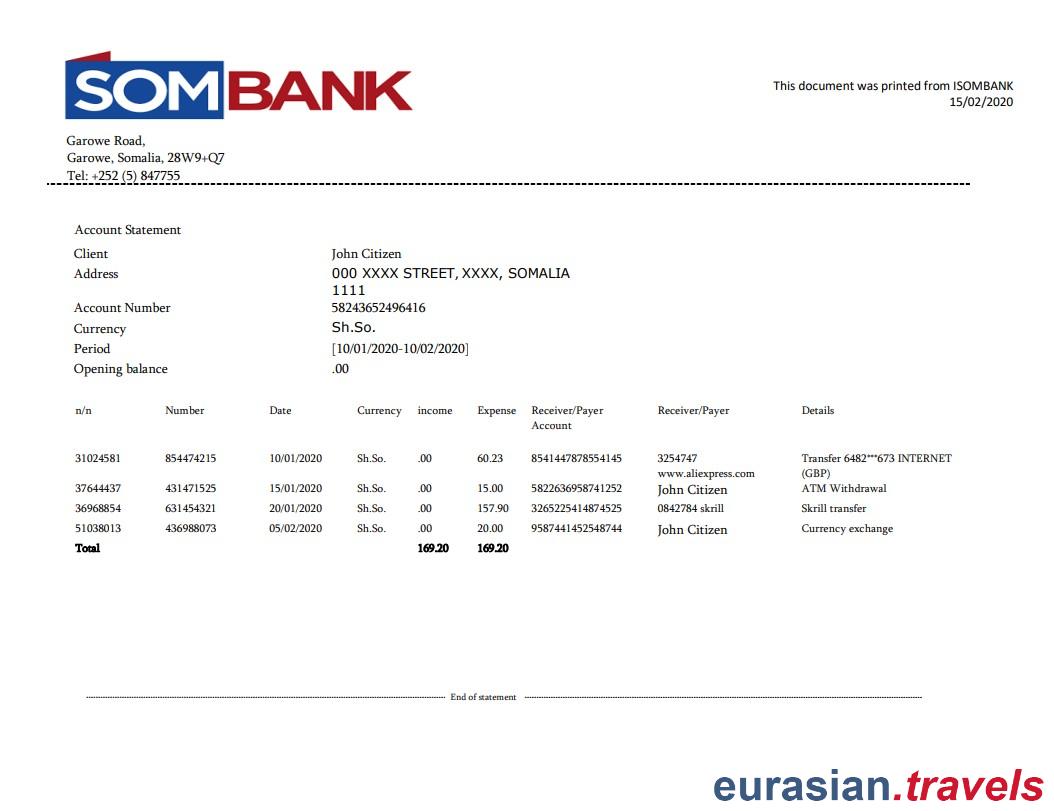 SOMBANK
This document was printed from ISOMBANK
15/02/2020
Garowe Road,
Garowe, Somalia, 28W9+Q7
Tel: +252 (5) 847755
Account Statement
Client John Citizen
Address 000 XXXX STREET, XXXX, SOMALIA
1111
Account Number 58243652496416
Currency Sh.So.
Period [10/01/2020-10/02/2020]
Opening balance .00
n/n Number Date Currency income Expense Receiver/Payer Receiver/Payer Details
Account
31024581 854474215 10/01/2020 Sh.So. .00 60.23 8541447878554145 3254747 Transfer 6482***673 INTERNET
www.aliexpress.com (GBP)
37644437 431471525 15/01/2020 Sh.So. .00 15.00 5822636958741252 John Citizen ATM Withdrawal
36968854 631454321 20/01/2020 Sh.So. .00 157.90 3265225414874525 0842784 skrill Skrill transfer
51038013 436988073 05/02/2020 Sh.So. .00 20.00 9587441452548744 John Citizen Currency exchange
Total 169.20 169.20
End of statement
eurasian.travels